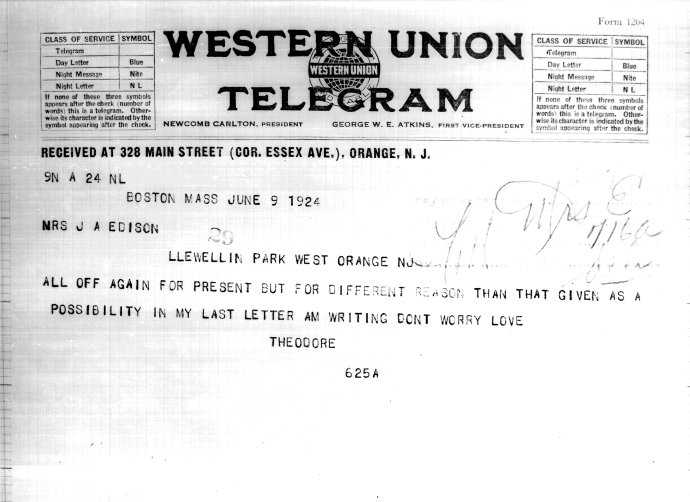 Form 1204
CLASS OF SERVICE SYMBOL
Telegram
Day Letter Blue
Night Message Nite
Night Letter N L
If none of these three symbols
appears after the check (number of
words) this is a telegram. Other-
wise its character is indicated by the
symbol appearing after the check.
WESTERN UNION
WESTERN UNION
TELEGRAM
NEWCOMB CARLTON, PRESIDENT GEORGE W. E. ATKINS, FIRST VICE-PRESIDENT
CLASS OF SERVICE SYMBOL
Telegram
Day Letter Blue
Night Message Nite
Night Letter N L
If none of these three symbols
appears after the check (number of
words) this is a telegram. Other-
wise its character is indicated by the
symbol appearing after the check.
RECEIVED AT 328 MAIN STREET (COR. ESSEX AVE.), ORANGE, N. J.
9N A 24 NL
BOSTON MASS JUNE 9 1924
MRS J A EDISON
29
Mrs E
716a
LLEWELLIN PARK WEST ORANGE NJ
ALL OFF AGAIN FOR PRESENT BUT FOR DIFFERENT REASON THAN THAT GIVEN AS A
POSSIBILITY IN MY LAST LETTER AM WRITING DONT WORRY LOVE
THEODORE
625A